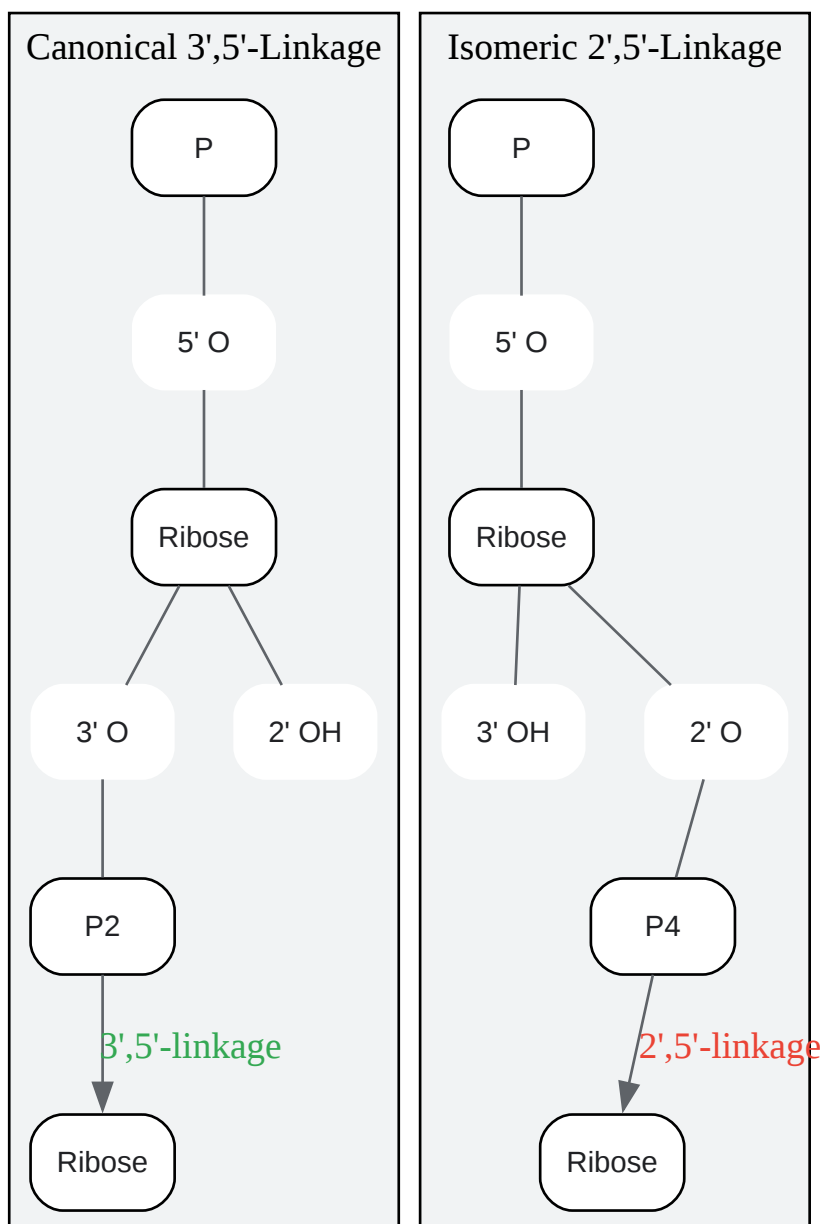 Canonical 3',5'-Linkage
P
5' O
Ribose
3' O
2' OH
P2
3',5'-linkage
Ribose
Isomeric 2',5'-Linkage
P
5' O
Ribose
3' OH
2' O
P4
2',5'-linkage
Ribose